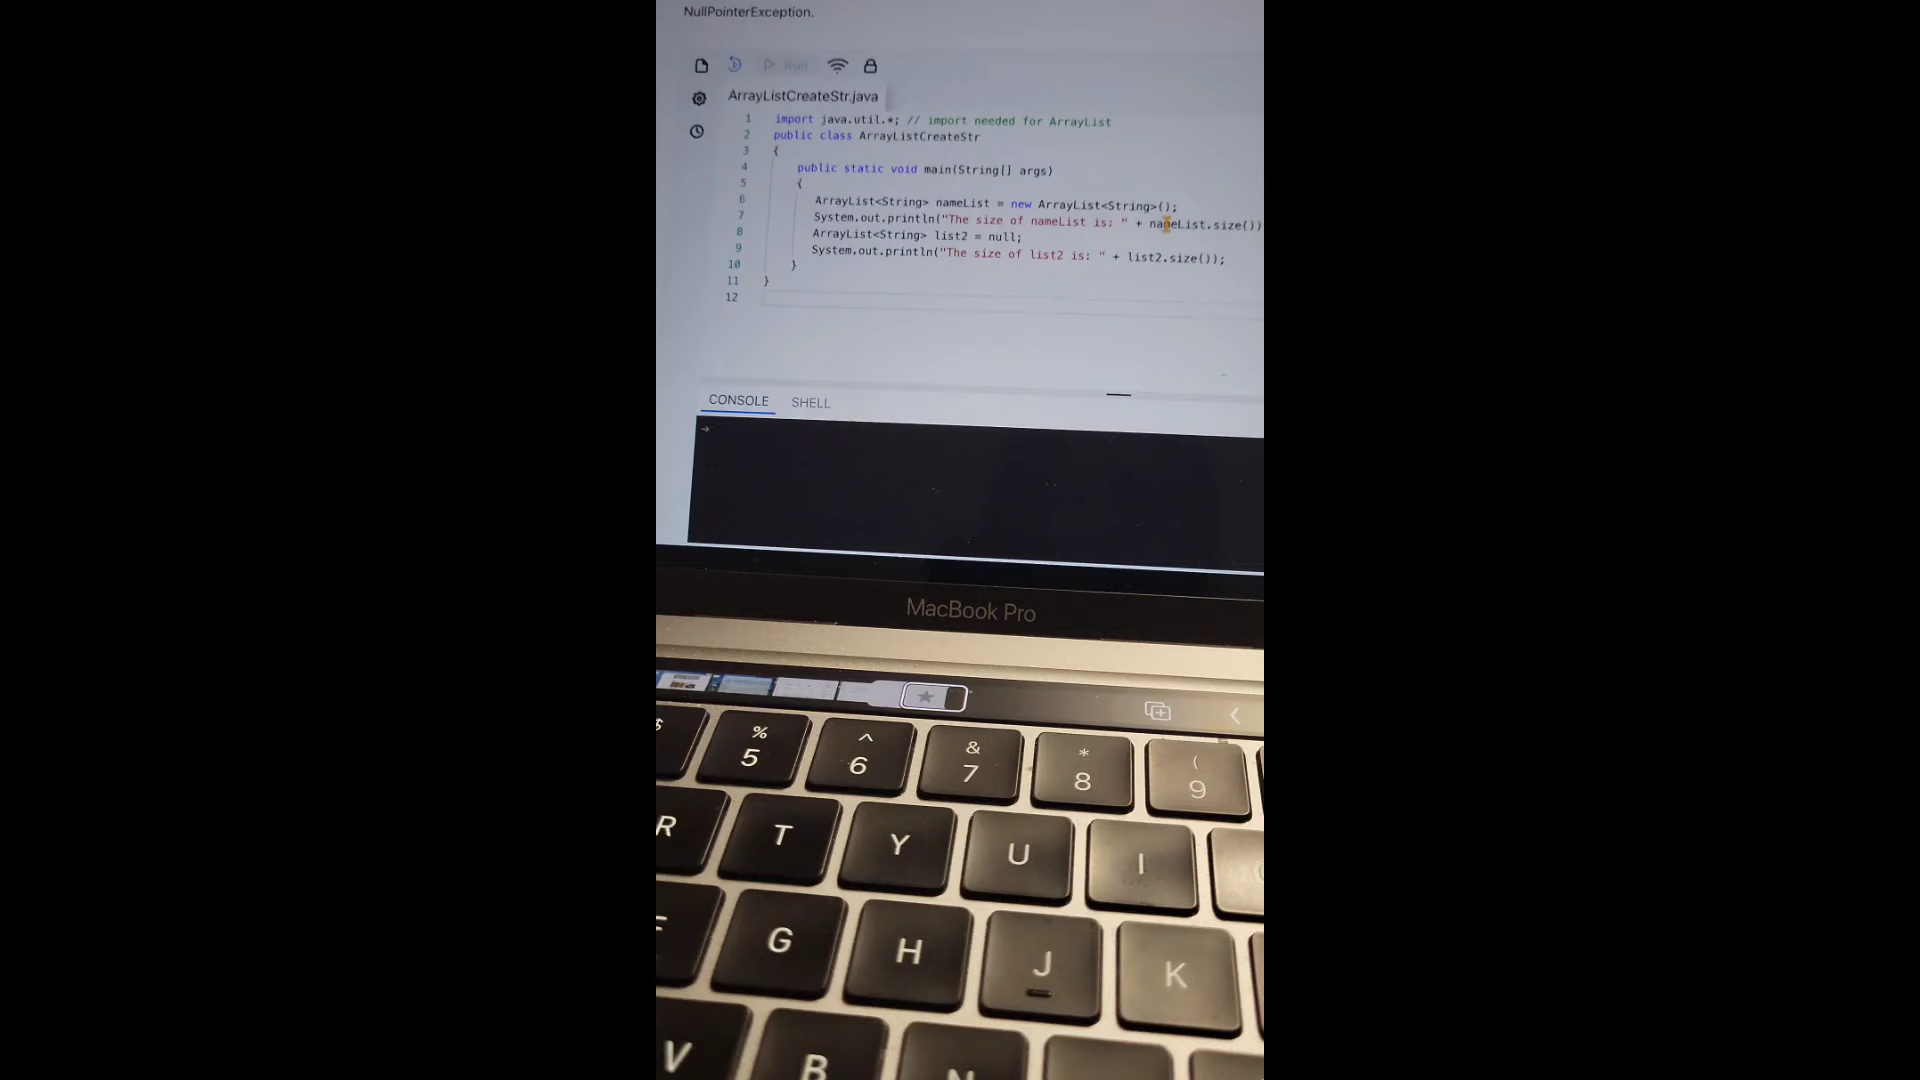 NullPointerException.
Run
ArrayListCreateStr.java
1 import java.util.*; // import needed for ArrayList
2 public class ArrayListCreateStr
3 {
4 public static void main(String[] args)
5 {
6 ArrayList<String> nameList = new ArrayList<String>();
7 System.out.println("The size of nameList is: " + nameList.size())
8 ArrayList<String> list2 = null;
9 System.out.println("The size of list2 is: " + list2.size());
10 }
11 }
12
CONSOLE SHELL
MacBook Pro
$ % 5 ^ 6 & 7 * 8 ( 9
R T Y U I
F G H J K
V B N